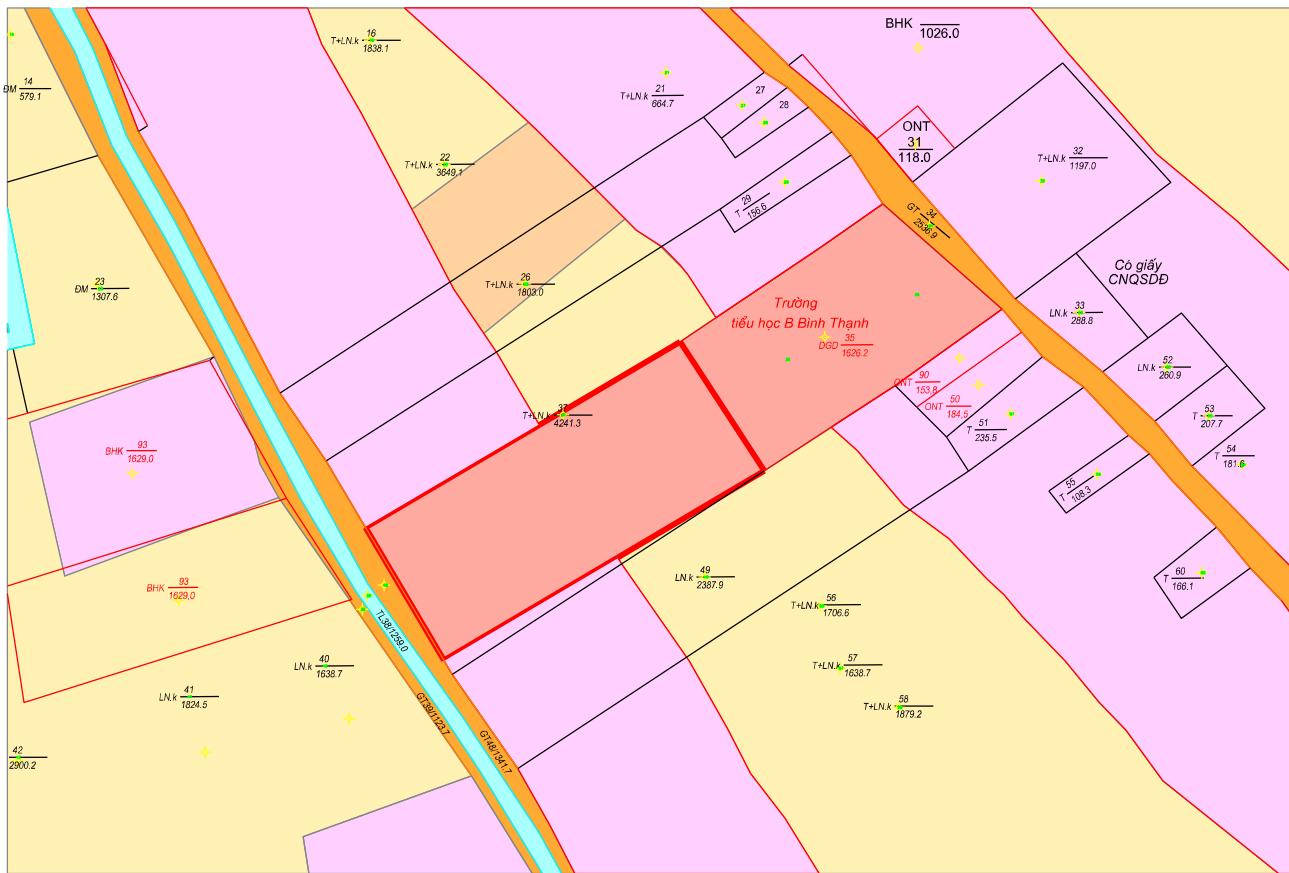 BHK 1026.0
16
T+LN.k 1838.1
14
ĐM 579.1
21
T+LN.k 664.7
27
28
ONT
31
118.0
32
T+LN.k 1197.0
22
T+LN.k 3649.1
29
T 156.6
34
GT 2536.9
Có giấy
CNQSDĐ
23
ĐM 1307.6
26
T+LN.k 1803.0
Trường
tiểu học B Bình Thạnh
35
DGD 1626.2
33
LN.k 288.8
52
LN.k 260.9
90
ONT 153.8
50
ONT 184.5
51
T 235.5
53
T 207.7
37
T+LN.k 4241.3
54
T 181.6
93
BHK 1629,0
55
T 108.3
49
LN.k 2387.9
60
T 166.1
93
BHK 1629,0
56
T+LN.k 1706.6
TL38/1259.0
40
LN.k 1638.7
57
T+LN.k 1638.7
41
LN.k 1824.5
58
T+LN.k 1879.2
GT39/1123.7
GT48/1341.7
42
2900.2